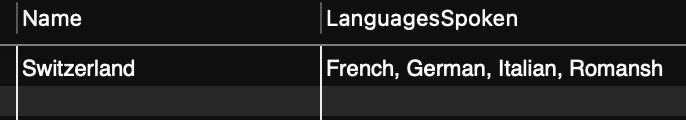 Name LanguagesSpoken
Switzerland French, German, Italian, Romansh